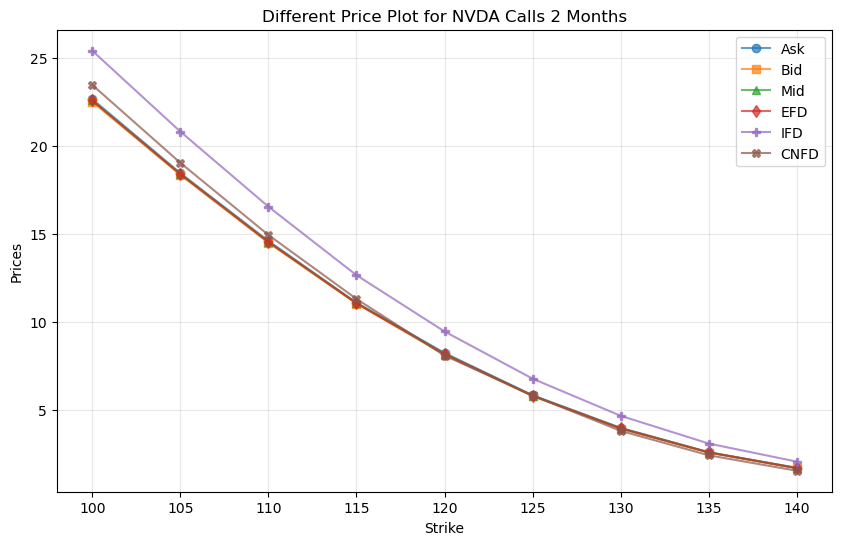 Different Price Plot for NVDA Calls 2 Months
Ask
Bid
Mid
EFD
IFD
CNFD
25
20
15
10
5
Prices
100 105 110 115 120 125 130 135 140
Strike